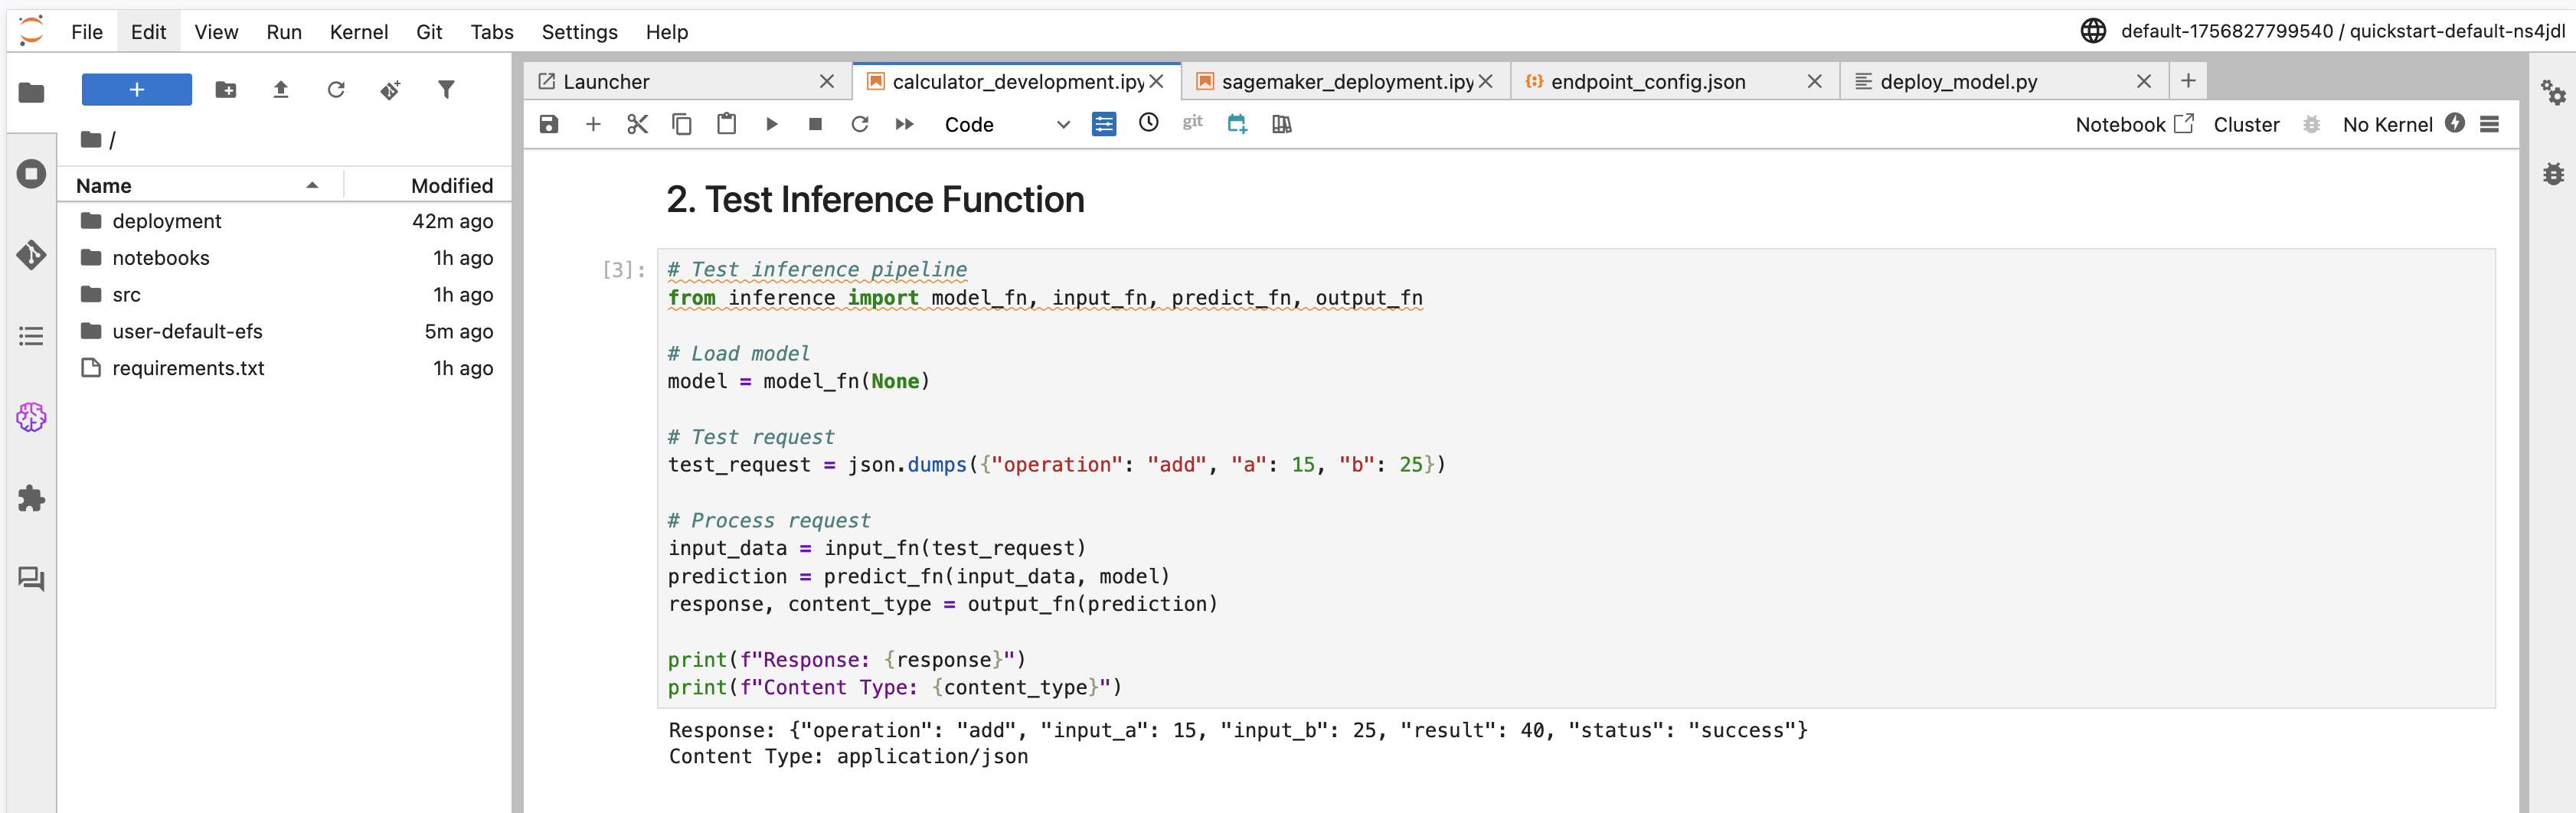 File Edit View Run Kernel Git Tabs Settings Help
default-1756827799540 / quickstart-default-ns4jdl
+
/
Name Modified
deployment 42m ago
notebooks 1h ago
src 1h ago
user-default-efs 5m ago
requirements.txt 1h ago
Launcher calculator_development.ipy sagemaker_deployment.ipy endpoint_config.json deploy_model.py
Code git Notebook Cluster No Kernel
2. Test Inference Function
[3]:
# Test inference pipeline
from inference import model_fn, input_fn, predict_fn, output_fn
# Load model
model = model_fn(None)
# Test request
test_request = json.dumps({"operation": "add", "a": 15, "b": 25})
# Process request
input_data = input_fn(test_request)
prediction = predict_fn(input_data, model)
response, content_type = output_fn(prediction)
print(f"Response: {response}")
print(f"Content Type: {content_type}")
Response: {"operation": "add", "input_a": 15, "input_b": 25, "result": 40, "status": "success"}
Content Type: application/json